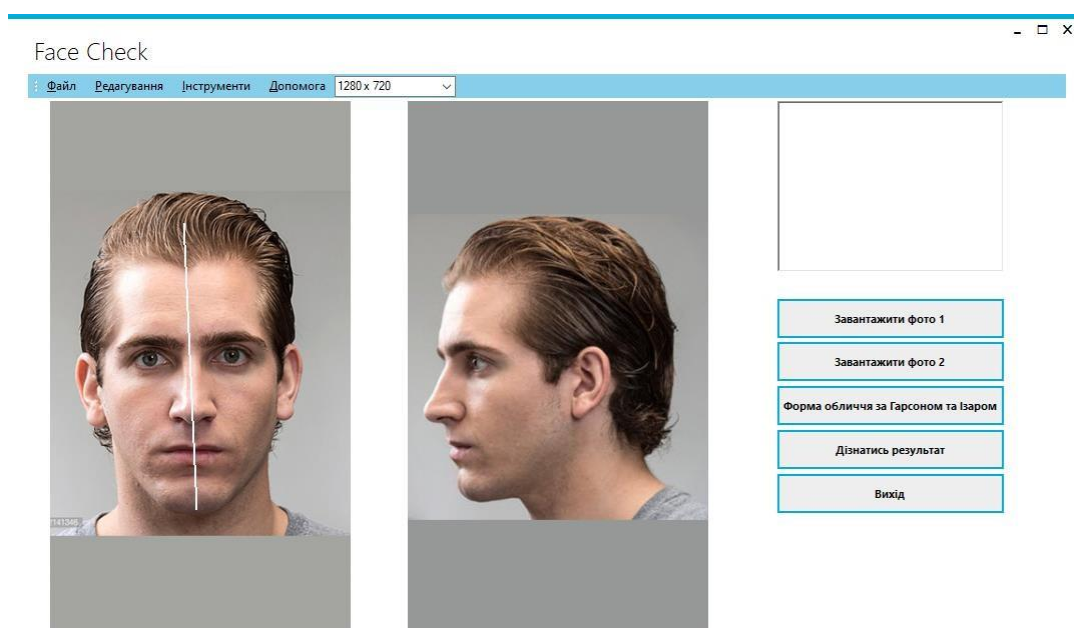 Face Check
Файл Редагування Інструменти Допомога 1280 x 720
Завантажити фото 1
Завантажити фото 2
Форма обличчя за Гарсоном та Ізаром
Дізнатись результат
Вихід